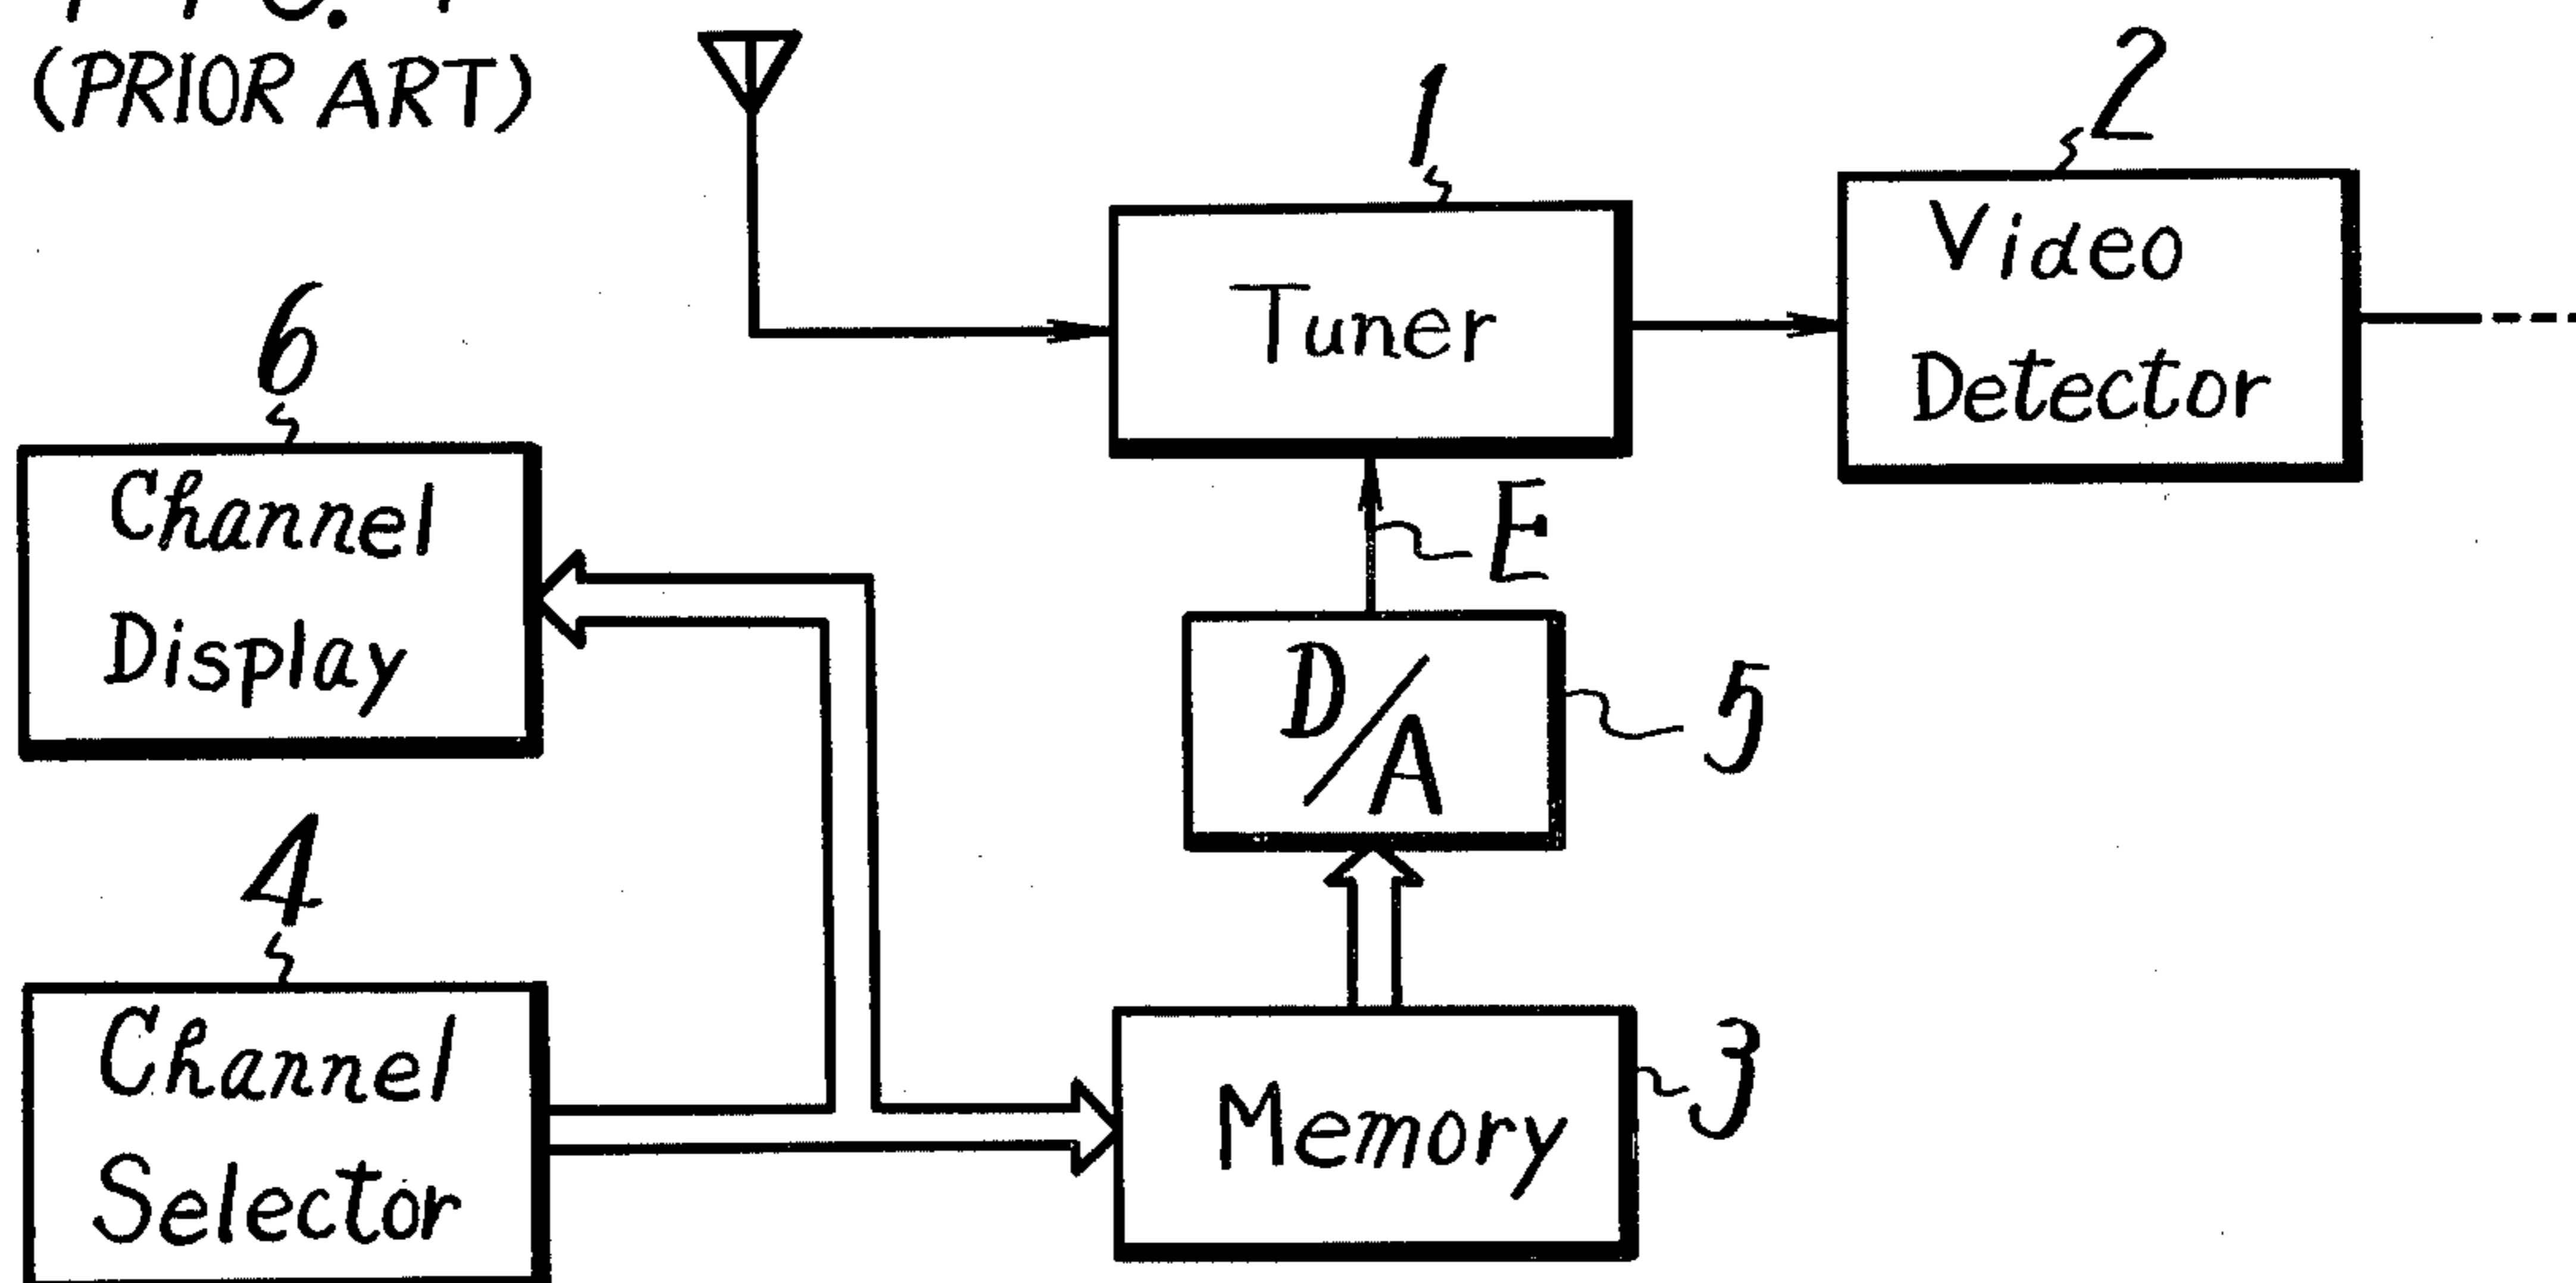 (PRIOR ART)
1
2
Tuner
Video
Detector
6
Channel
Display
E
D/A
5
4
Channel
Selector
Memory
3